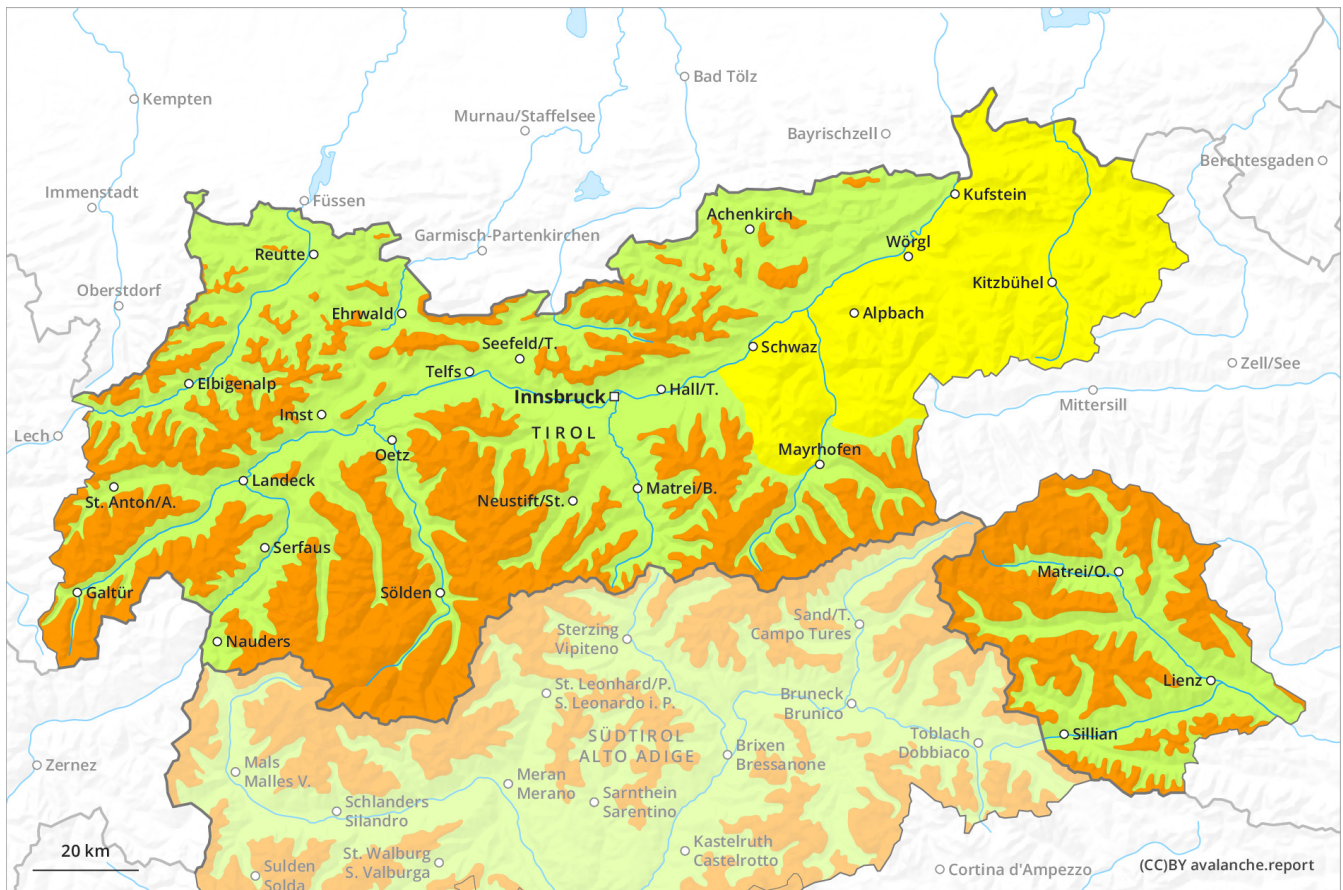 Bad Tölz
Kempten
Murnau/Staffelsee
Bayrischzell
Berchtesgaden
Immenstadt
Füssen
Kufstein
Achenkirch
Garmisch-Partenkirchen
Wörgl
Reutte
Kitzbühel
Oberstdorf
Ehrwald
Alpbach
Seefeld/T.
Schwaz
Zell/See
Telfs
Elbigenalp
Hall/T.
Innsbruck
Mittersill
Imst
Lech
TIROL
Oetz
Mayrhofen
Landeck
Matrei/B.
St. Anton/A.
Neustift/St.
Serfaus
Matrei/O.
Galtür
Sölden
Sand/T.
Campo Tures
Sterzing
Vipiteno
Nauders
Lienz
St. Leonhard/P.
S. Leonardo i. P.
Bruneck
Brunico
Sillian
SÜDTIROL
ALTO ADIGE
Toblach
Dobbiaco
Brixen
Bressanone
Zernez
Mals
Malles V.
Meran
Merano
Sarnthein
Sarentino
Schlanders
Silandro
Kastelruth
Castelrotto
20 km
St. Walburg
S. Valburga
Sulden
Solda
Cortina d'Ampezzo
(CC)BY avalanche.report